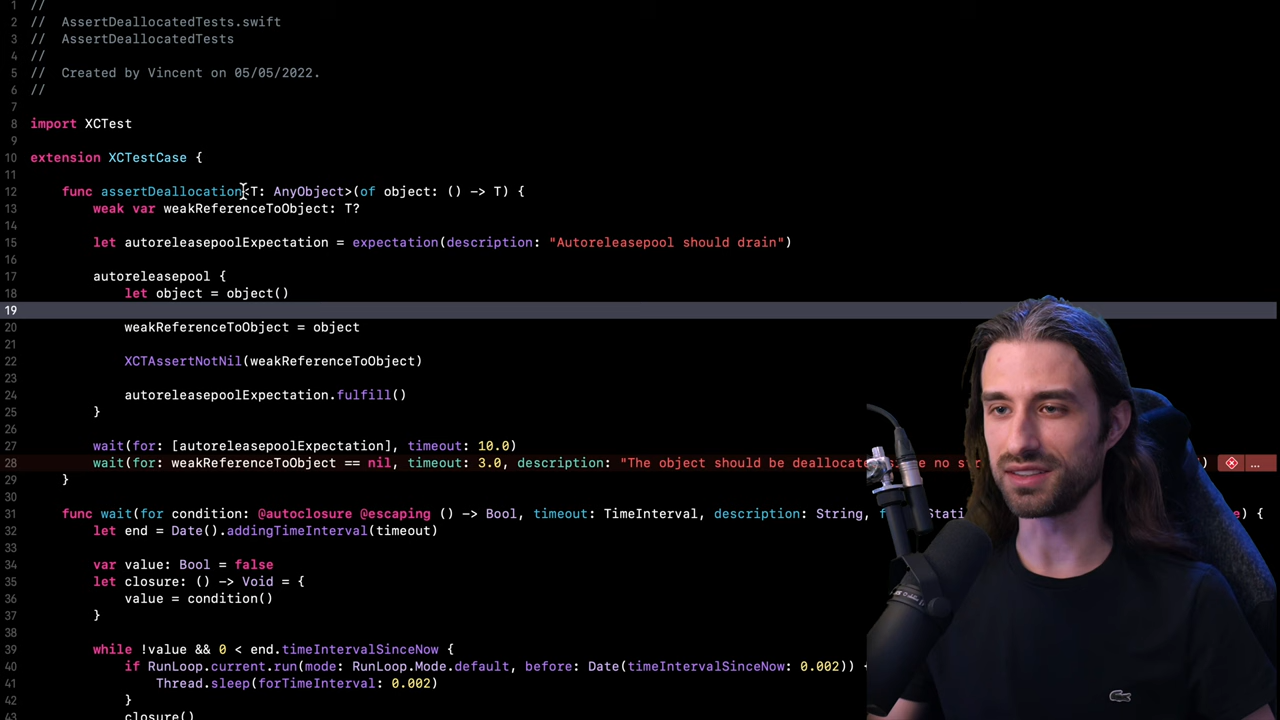 1 //
2 // AssertDeallocatedTests.swift
3 // AssertDeallocatedTests
4 //
5 // Created by Vincent on 05/05/2022.
6 //
7
8 import XCTest
9
10 extension XCTestCase {
11
12 func assertDeallocation<T: AnyObject>(of object: () -> T) {
13 weak var weakReferenceToObject: T?
14
15 let autoreleasepoolExpectation = expectation(description: "Autoreleasepool should drain")
16
17 autoreleasepool {
18 let object = object()
19
20 weakReferenceToObject = object
21
22 XCTAssertNotNil(weakReferenceToObject)
23
24 autoreleasepoolExpectation.fulfill()
25 }
26
27 wait(for: [autoreleasepoolExpectation], timeout: 10.0)
28 wait(for: weakReferenceToObject == nil, timeout: 3.0, description: "The object should be no ) ...
29 }
30
31 func wait(for condition: @autoclosure @escaping () -> Bool, timeout: TimeInterval, description: String, ) {
32 let end = Date().addingTimeInterval(timeout)
33
34 var value: Bool = false
35 let closure: () -> Void = {
36 value = condition()
37 }
38
39 while !value && 0 < end.timeIntervalSinceNow {
40 if RunLoop.current.run(mode: RunLoop.Mode.default, before: Date(timeIntervalSinceNow: 0.002)) {
41 Thread.sleep(forTimeInterval: 0.002)
42 }
43 closure()